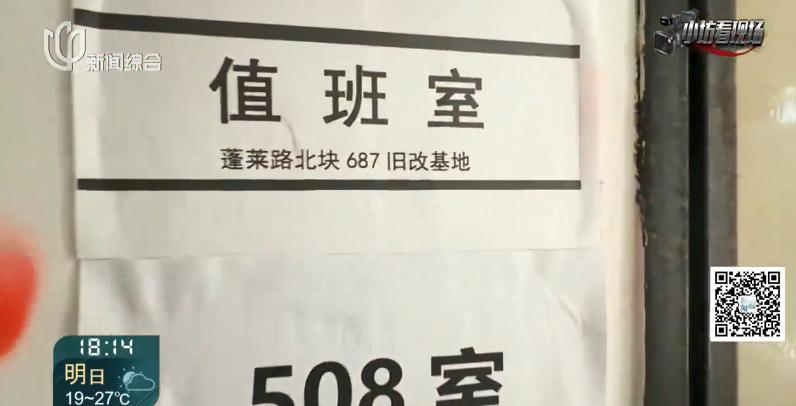 新闻综合
小坊看现场
值班室
蓬莱路北块 687 旧改基地
508 室
18:14
明日
19~27℃